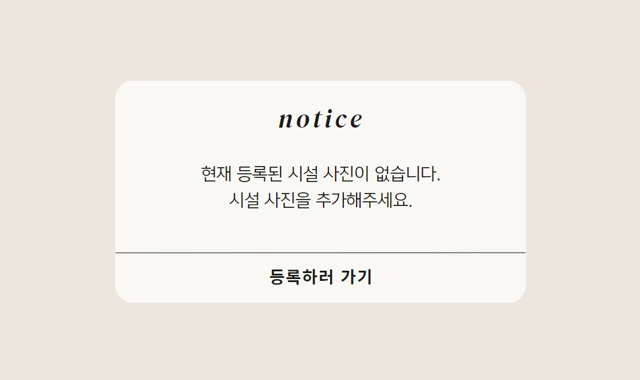 notice
현재 등록된 시설 사진이 없습니다.
시설 사진을 추가해주세요.
등록하러 가기